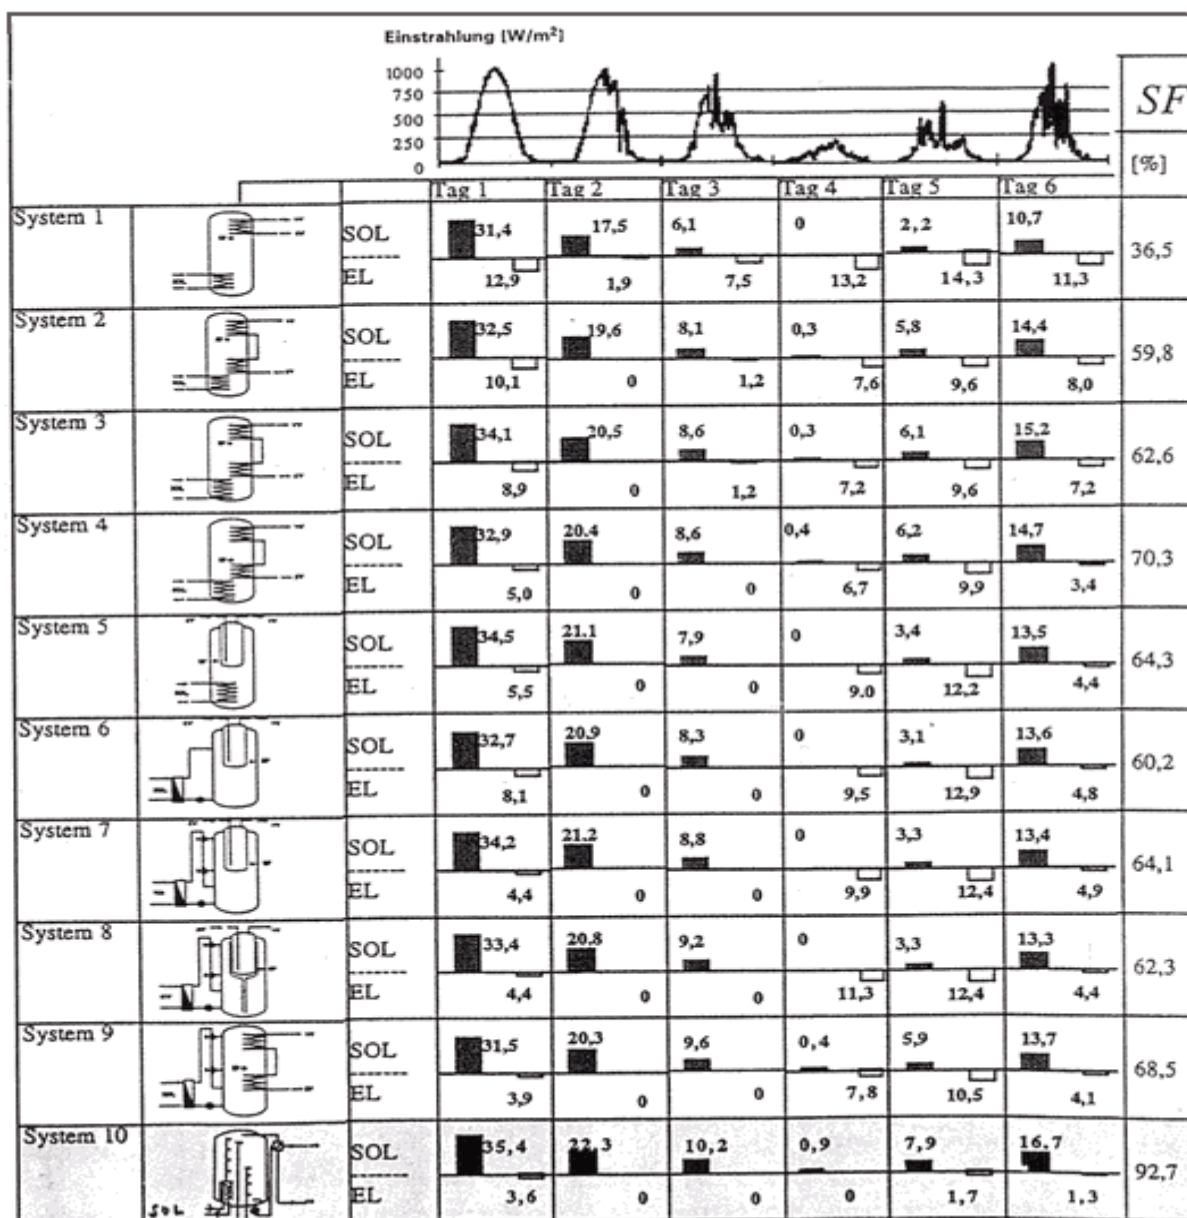 Einstrahlung [W/m²]
1000
750
500
250
0
SF
[%]
Tag 1 Tag 2 Tag 3 Tag 4 Tag 5 Tag 6
System 1
SOL 31,4 17,5 6,1 0 2,2 10,7
36,5
EL 12,9 1,9 7,5 13,2 14,3 11,3
System 2
SOL 32,5 19,6 8,1 0,3 5,8 14,4
59,8
EL 10,1 0 1,2 7,6 9,6 8,0
System 3
SOL 34,1 20,5 8,6 0,3 6,1 15,2
62,6
EL 8,9 0 1,2 7,2 9,6 7,2
System 4
SOL 32,9 20.4 8,6 0,4 6,2 14,7
70,3
EL 5,0 0 0 6,7 9,9 3,4
System 5
SOL 34,5 21.1 7,9 0 3,4 13,5
64,3
EL 5,5 0 0 9.0 12,2 4,4
System 6
SOL 32,7 20.9 8,3 0 3,1 13,6
60,2
EL 8,1 0 0 9,5 12,9 4,8
System 7
SOL 34,2 21.2 8,8 0 3,3 13,4
64,1
EL 4,4 0 0 9,9 12,4 4,9
System 8
SOL 33,4 20.8 9,2 0 3,3 13,3
62,3
EL 4,4 0 0 11,3 12,4 4,4
System 9
SOL 31,5 20,3 9,6 0,4 5,9 13,7
68,5
EL 3,9 0 0 7,8 10,5 4,1
System 10
SOL 35,4 22,3 10,2 0,9 7,9 16.7
92,7
SOL
EL 3,6 0 0 0 1,7 1,3